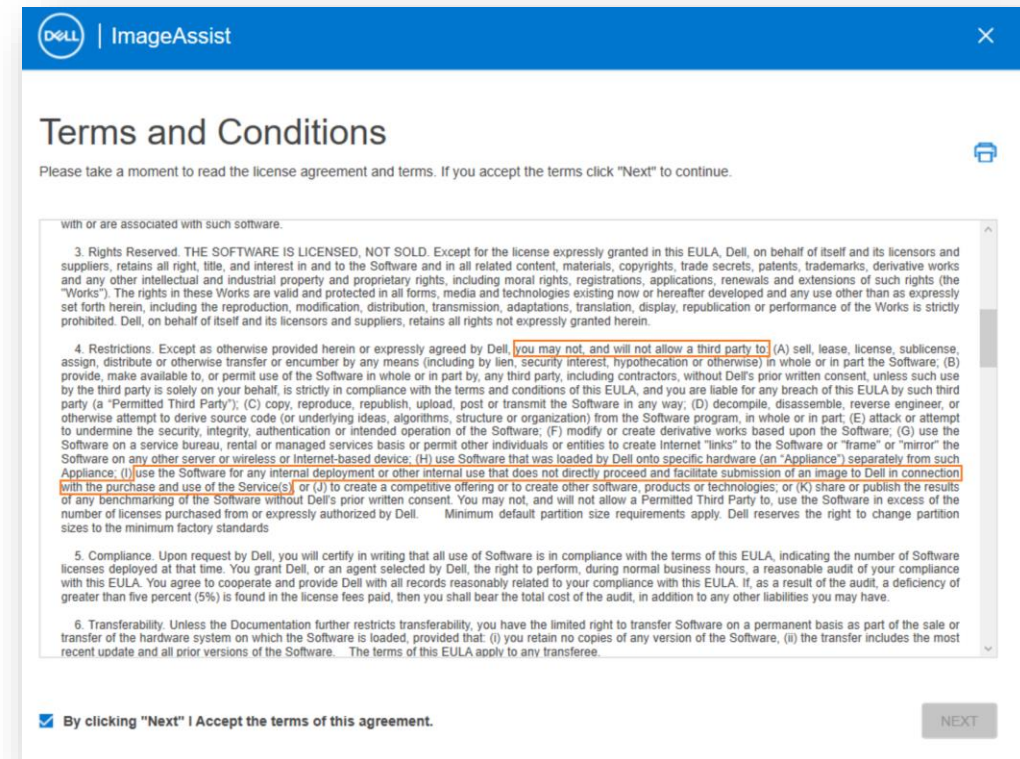 DELL | ImageAssist
Terms and Conditions
Please take a moment to read the license agreement and terms. If you accept the terms click "Next" to continue.
with or are associated with such software.
3. Rights Reserved. THE SOFTWARE IS LICENSED, NOT SOLD. Except for the license expressly granted in this EULA, Dell, on behalf of itself and its licensors and
suppliers, retains all right, title, and interest in and to the Software and in all related content, materials, copyrights, trade secrets, patents, trademarks, derivative works
and any other intellectual and industrial property and proprietary rights, including moral rights, registrations, applications, renewals and extensions of such rights (the
"Works"). The rights in these Works are valid and protected in all forms, media and technologies existing now or hereafter developed and any use other than as expressly
set forth herein, including the reproduction, modification, distribution, transmission, adaptations, translation, display, republication or performance of the Works is strictly
prohibited. Dell, on behalf of itself and its licensors and suppliers, retains all rights not expressly granted herein.
4. Restrictions. Except as otherwise provided herein or expressly agreed by Dell, you may not, and will not allow a third party to: (A) sell, lease, license, sublicense,
assign, distribute or otherwise transfer or encumber by any means (including by lien, security interest, hypothecation or otherwise) in whole or in part the Software; (B)
provide, make available to, or permit use of the Software in whole or in part by, any third party, including contractors, without Dell's prior written consent, unless such use
by the third party is solely on your behalf, is strictly in compliance with the terms and conditions of this EULA, and you are liable for any breach of this EULA by such third
party (a "Permitted Third Party"); (C) copy, reproduce, republish, upload, post or transmit the Software in any way; (D) decompile, disassemble, reverse engineer, or
otherwise attempt to derive source code (or underlying ideas, algorithms, structure or organization) from the Software program, in whole or in part; (E) attack or attempt
to undermine the security, integrity, authentication or intended operation of the Software; (F) modify or create derivative works based upon the Software; (G) use the
Software on a service bureau, rental or managed services basis or permit other individuals or entities to create Internet "links" to the Software or "frame" or "mirror" the
Software on any other server or wireless or Internet-based device; (H) use Software that was loaded by Dell onto specific hardware (an "Appliance") separately from such
Appliance; (I) use the Software for any internal deployment or other internal use that does not directly proceed and facilitate submission of an image to Dell in connection
with the purchase and use of the Service(s), or (J) to create a competitive offering or to create other software, products or technologies; or (K) share or publish the results
of any benchmarking of the Software without Dell's prior written consent. You may not, and will not allow a Permitted Third Party to, use the Software in excess of the
number of licenses purchased from or expressly authorized by Dell. Minimum default partition size requirements apply. Dell reserves the right to change partition
sizes to the minimum factory standards
5. Compliance. Upon request by Dell, you will certify in writing that all use of Software is in compliance with the terms of this EULA, indicating the number of Software
licenses deployed at that time. You grant Dell, or an agent selected by Dell, the right to perform, during normal business hours, a reasonable audit of your compliance
with this EULA. You agree to cooperate and provide Dell with all records reasonably related to your compliance with this EULA. If, as a result of the audit, a deficiency of
greater than five percent (5%) is found in the license fees paid, then you shall bear the total cost of the audit, in addition to any other liabilities you may have.
6. Transferability. Unless the Documentation further restricts transferability, you have the limited right to transfer Software on a permanent basis as part of the sale or
transfer of the hardware system on which the Software is loaded, provided that: (i) you retain no copies of any version of the Software, (ii) the transfer includes the most
recent update and all prior versions of the Software. The terms of this EULA apply to any transferee.
By clicking "Next" I Accept the terms of this agreement.
NEXT